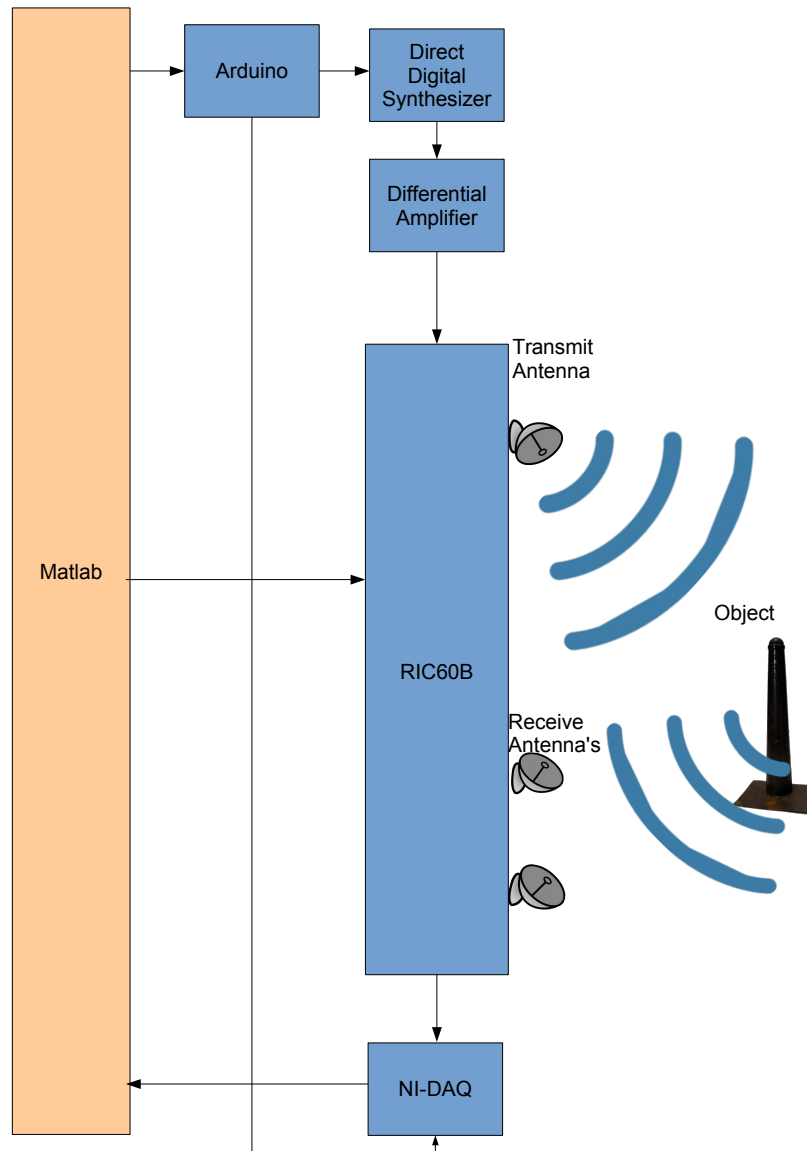 Arduino
Direct
Digital
Synthesizer
Differential
Amplifier
Transmit
Antenna
Matlab
Object
RIC60B
Receive
Antenna's
NI-DAQ